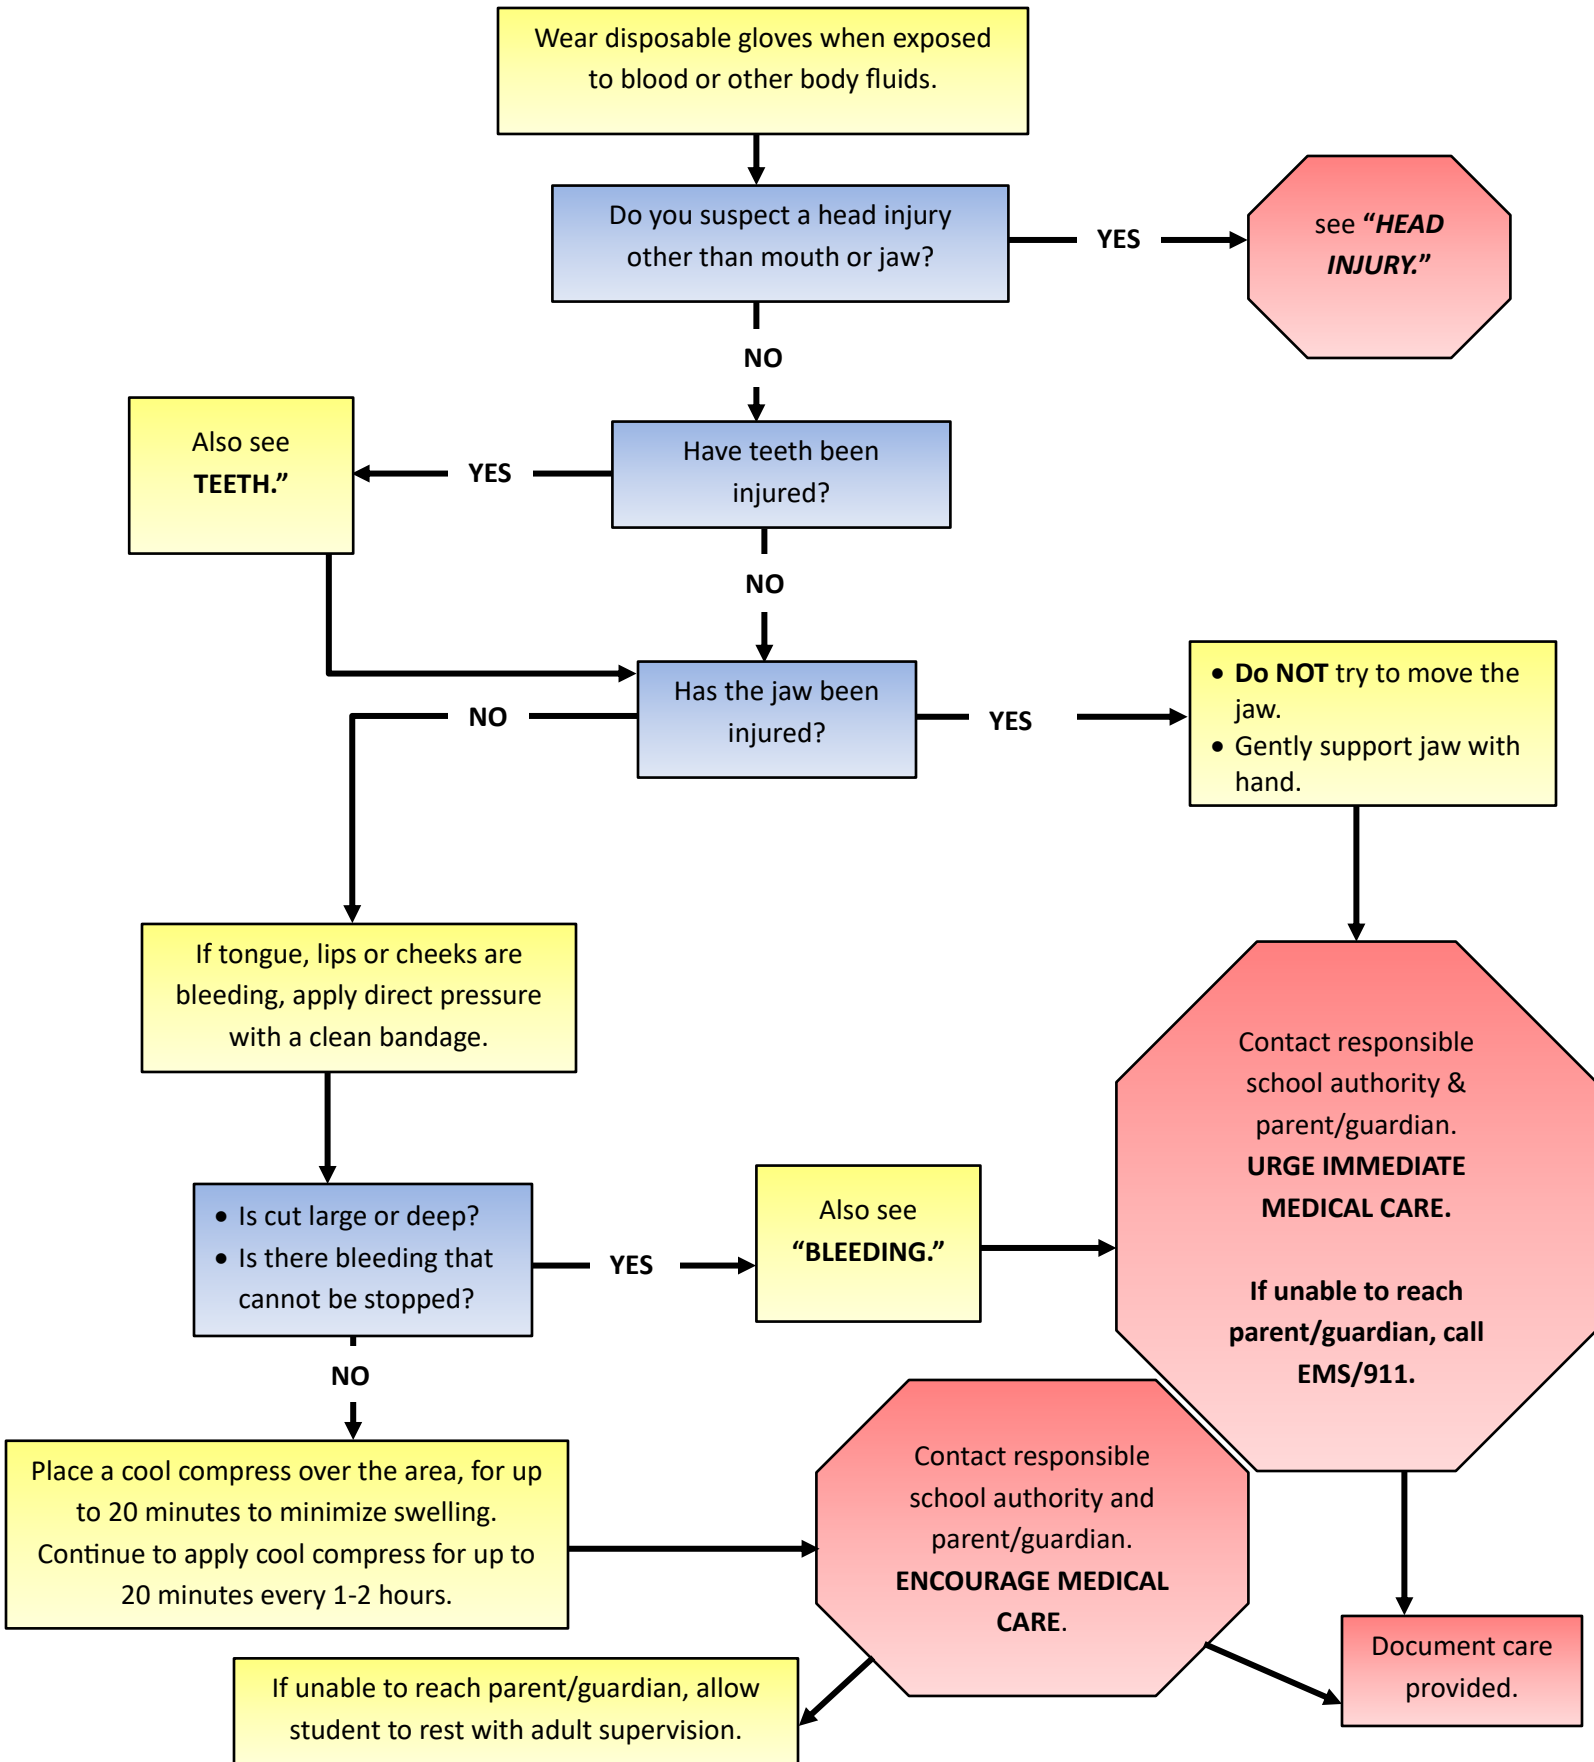 Wear disposable gloves when exposed
to blood or other body fluids.
Do you suspect a head injury
other than mouth or jaw?
YES
see “HEAD
INJURY.”
NO
Also see
TEETH.”
YES
Have teeth been
injured?
NO
Has the jaw been
injured?
NO
YES
• Do NOT try to move the
jaw.
• Gently support jaw with
hand.
If tongue, lips or cheeks are
bleeding, apply direct pressure
with a clean bandage.
Contact responsible
school authority &
parent/guardian.
URGE IMMEDIATE
MEDICAL CARE.
If unable to reach
parent/guardian, call
EMS/911.
• Is cut large or deep?
• Is there bleeding that
cannot be stopped?
YES
Also see
“BLEEDING.”
NO
Place a cool compress over the area, for up
to 20 minutes to minimize swelling.
Continue to apply cool compress for up to
20 minutes every 1-2 hours.
Contact responsible
school authority and
parent/guardian.
ENCOURAGE MEDICAL
CARE.
If unable to reach parent/guardian, allow
student to rest with adult supervision.
Document care
provided.